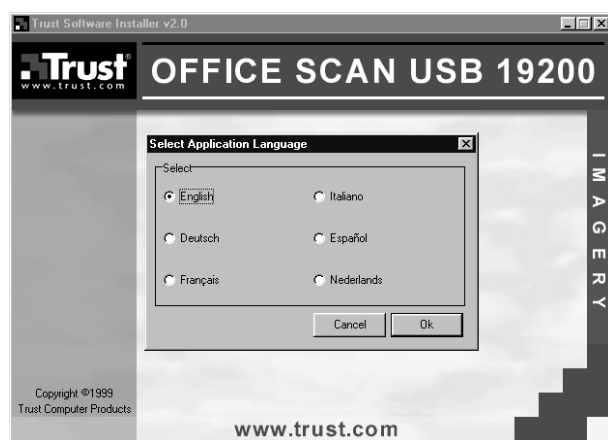 Trust Software Installer v2.0
Trust®
www.trust.com
OFFICE SCAN USB 19200
Select Application Language
Select
English
Italiano
Deutsch
Español
Français
Nederlands
Cancel
Ok
IMAGERY
Copyright ©1999
Trust Computer Products
www.trust.com